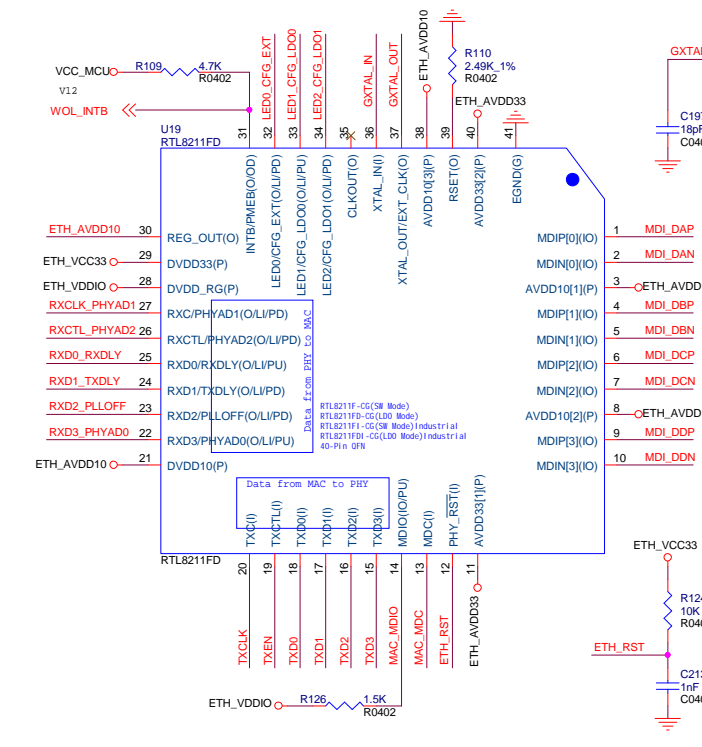 VCC_MCU
R109
4.7K
R0402
V12
WOL_INTB
LED0_CFG_EXT
LED1_CFG_LDO0
LED2_CFG_LDO1
GXTAL_IN
GXTAL_OUT
ETH_AVDD10
R110
2.49K_1%
R0402
ETH_AVDD33
GXTAL
C197
18pF
U19
RTL8211FD
31
32
33
34
35
36
37
38
39
40
41
INTB/PMEB(O/OD)
LED0/CFG_EXT(O/LI/PD)
LED1/CFG_LDO0(O/LI/PU)
LED2/CFG_LDO1(O/LI/PD)
CLKOUT(O)
XTAL_IN(I)
XTAL_OUT/EXT_CLK(O)
AVDD10[3](P)
RSET(O)
AVDD33[2](P)
EGND(G)
ETH_AVDD10 30 REG_OUT(O)
ETH_VCC33 29 DVDD33(P)
ETH_VDDIO 28 DVDD_RG(P)
RXCLK_PHYAD1 27 RXC/PHYAD1(O/LI/PD)
RXCTL_PHYAD2 26 RXCTL/PHYAD2(O/LI/PD)
RXD0_RXDLY 25 RXD0/RXDLY(O/LI/PU)
RXD1_TXDLY 24 RXD1/TXDLY(O/LI/PD)
RXD2_PLLOFF 23 RXD2/PLLOFF(O/LI/PD)
RXD3_PHYAD0 22 RXD3/PHYAD0(O/LI/PU)
ETH_AVDD10 21 DVDD10(P)
Data from PHY to MAC
MDIP[0](IO) 1 MDI_DAP
MDIN[0](IO) 2 MDI_DAN
AVDD10[1](P) 3 ETH_AVDD
MDIP[1](IO) 4 MDI_DBP
MDIN[1](IO) 5 MDI_DBN
MDIP[2](IO) 6 MDI_DCP
MDIN[2](IO) 7 MDI_DCN
AVDD10[2](P) 8 ETH_AVDD
MDIP[3](IO) 9 MDI_DDP
MDIN[3](IO) 10 MDI_DDN
RTL8211F-CG(SW Mode)
RTL8211FD-CG(LDO Mode)
RTL8211FI-CG(SW Mode)Industrial
RTL8211FDI-CG(LDO Mode)Industrial
40-Pin QFN
Data from MAC to PHY
TXC(I)
TXCTL(I)
TXD0(I)
TXD1(I)
TXD2(I)
TXD3(I)
MDIO(IO/PU)
MDC(I)
PHY_RST(I)
AVDD33[1](P)
RTL8211FD
20
19
18
17
16
15
14
13
12
11
TXCLK
TXEN
TXD0
TXD1
TXD2
TXD3
MAC_MDIO
MAC_MDC
ETH_RST
ETH_AVDD33
ETH_VDDIO
R126
1.5K
R0402
ETH_VCC33
10K
ETH_RST
1nF